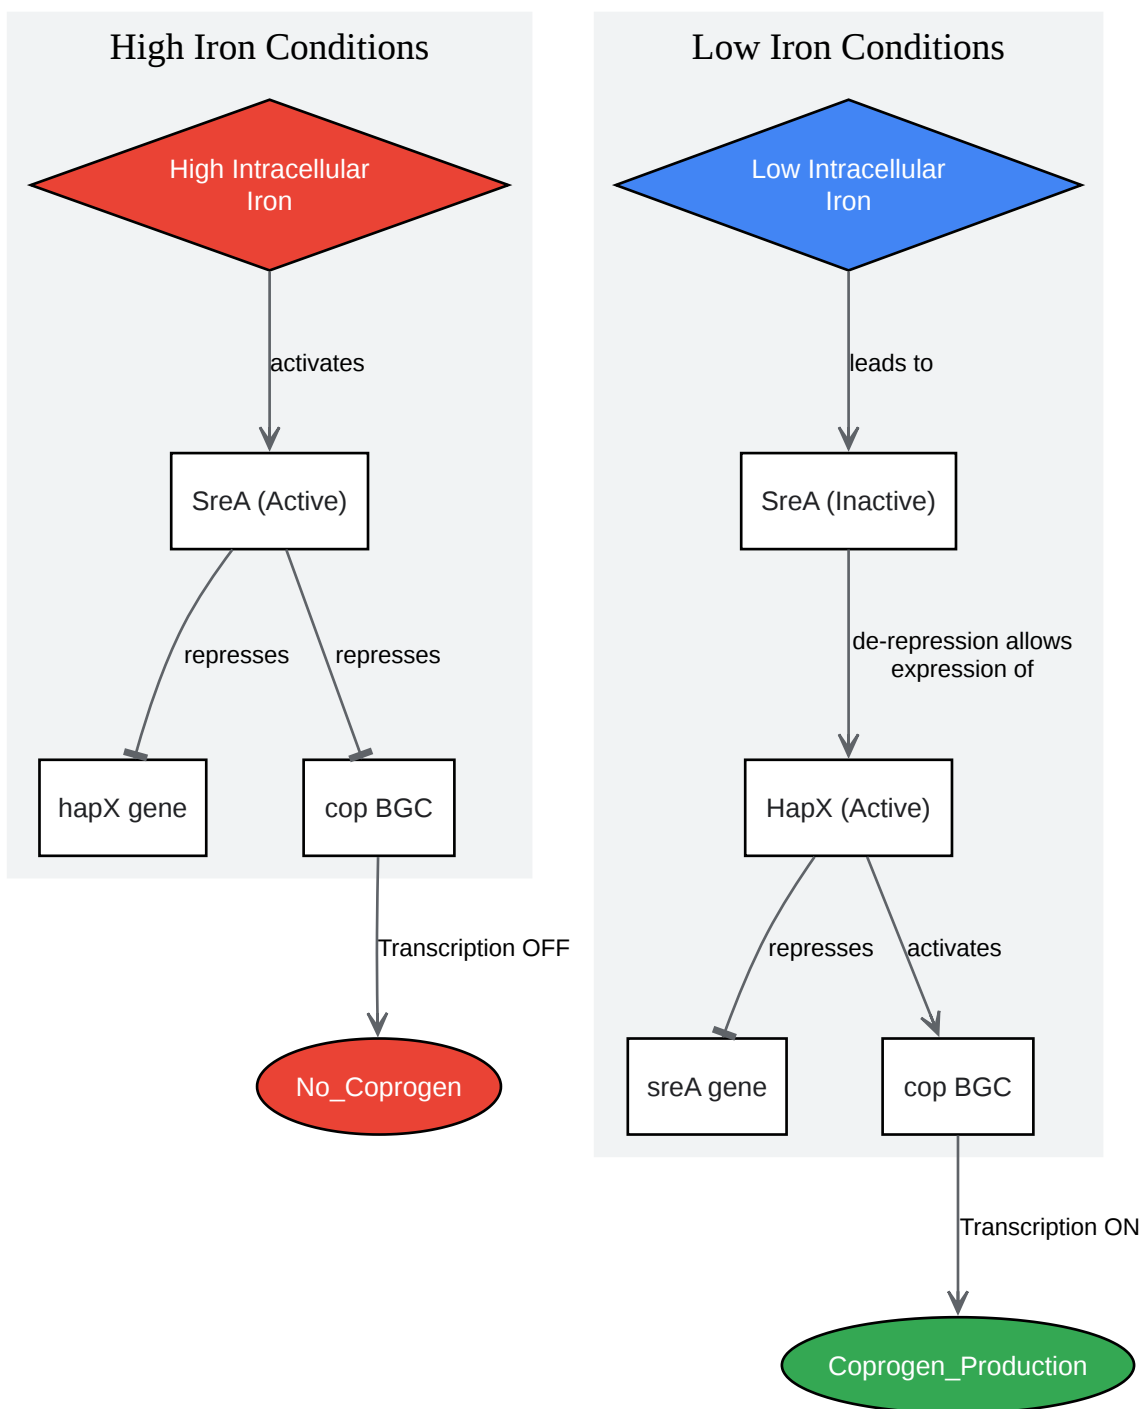 High Iron Conditions
High Intracellular
Iron
activates
SreA (Active)
represses
represses
hapX gene
cop BGC
Transcription OFF
No_Coprogen
Low Iron Conditions
Low Intracellular
Iron
leads to
SreA (Inactive)
de-repression allows
expression of
HapX (Active)
represses
activates
sreA gene
cop BGC
Transcription ON
Coprogen_Production